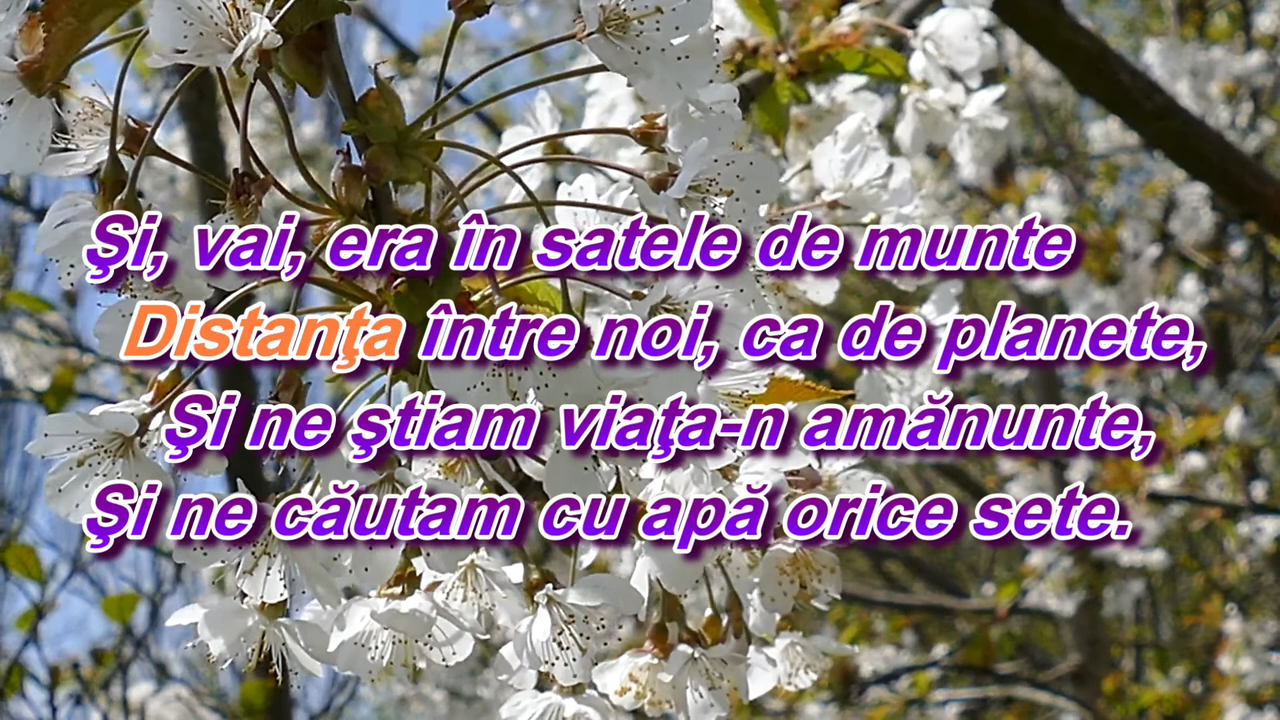 Şi, vai, era în satele de munte
Distanţa între noi, ca de planete,
Şi ne ştiam viaţa-n amănunte,
Şi ne căutam cu apă orice sete.